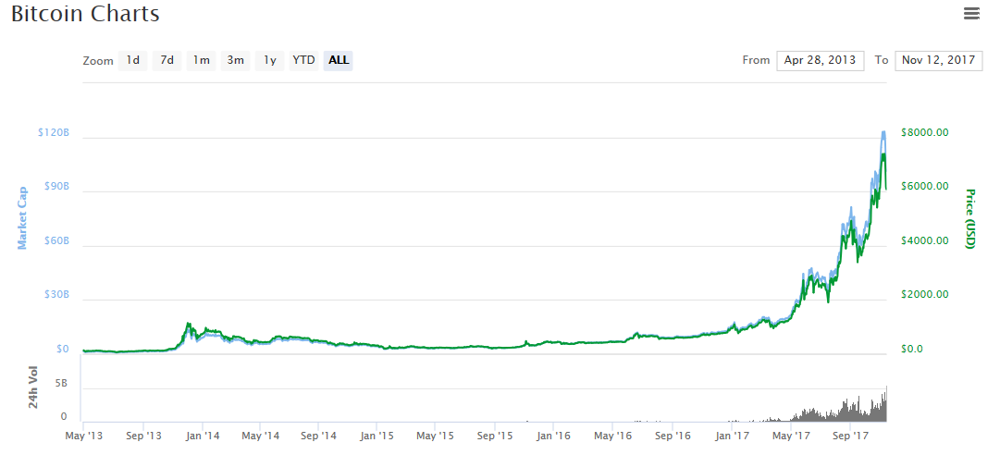 Bitcoin Charts
Zoom 1d 7d 1m 3m 1y YTD ALL From Apr 28, 2013 To Nov 12, 2017
$120B $8000.00
$90B $6000.00
Market Cap Price (USD)
$60B $4000.00
$30B $2000.00
$0 $0.0
24h Vol
5B
0
May '13 Sep '13 Jan '14 May '14 Sep '14 Jan '15 May '15 Sep '15 Jan '16 May '16 Sep '16 Jan '17 May '17 Sep '17